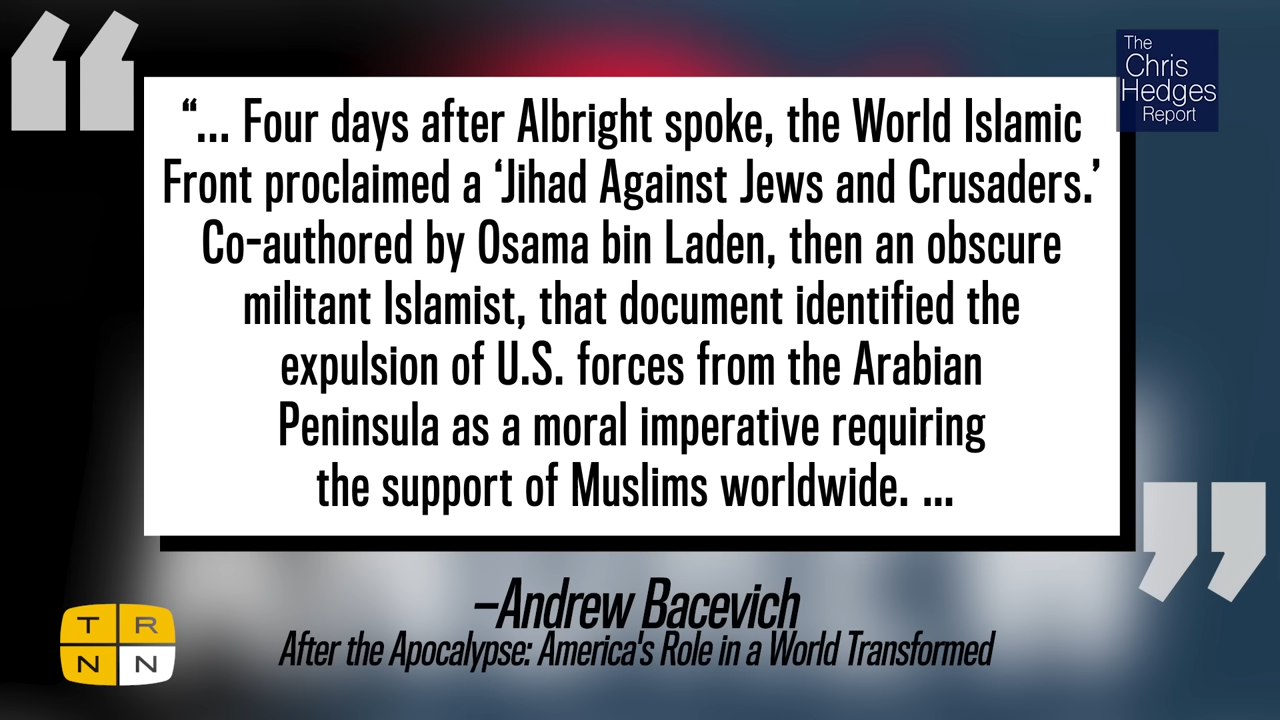 The
Chris
Hedges
Report
“... Four days after Albright spoke, the World Islamic
Front proclaimed a ‘Jihad Against Jews and Crusaders.’
Co-authored by Osama bin Laden, then an obscure
militant Islamist, that document identified the
expulsion of U.S. forces from the Arabian
Peninsula as a moral imperative requiring
the support of Muslims worldwide. ...
”
–Andrew Bacevich
After the Apocalypse: America's Role in a World Transformed
T R
N N